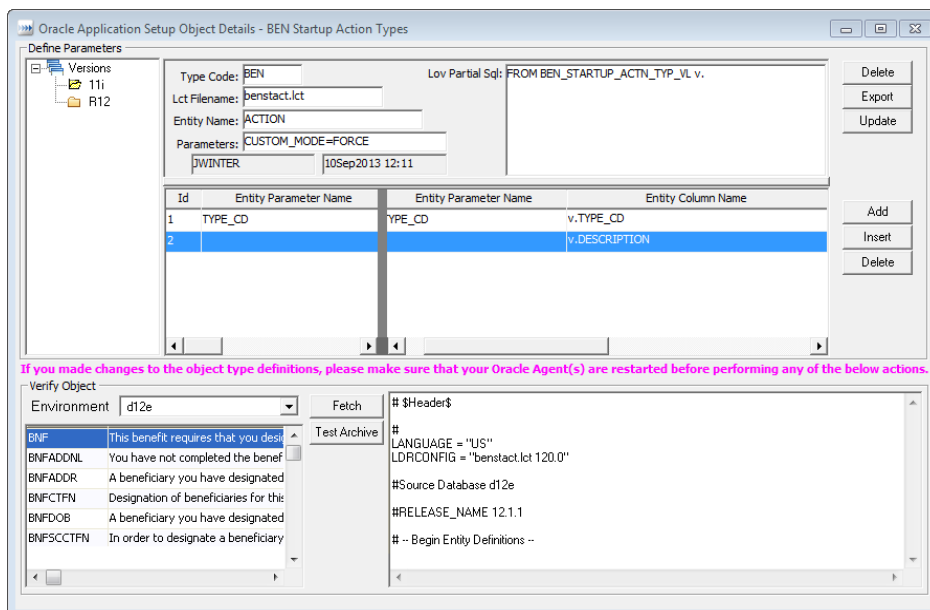 Oracle Application Setup Object Details - BEN Startup Action Types
Define Parameters
Versions
11i
R12
Type Code: BEN
Lct Filename: benstact.lct
Entity Name: ACTION
Parameters: CUSTOM_MODE=FORCE
JWINTER 10Sep2013 12:11
Lov Partial Sql: FROM BEN_STARTUP_ACTN_TYP_VL v.
Delete
Export
Update
Id Entity Parameter Name Entity Parameter Name Entity Column Name
1 TYPE_CD YPE_CD v.TYPE_CD
2 v.DESCRIPTION
Add
Insert
Delete
If you made changes to the object type definitions, please make sure that your Oracle Agent(s) are restarted before performing any of the below actions.
Verify Object
Environment d12e
Fetch
Test Archive
BNF This benefit requires that you desi
BNFADDNL You have not completed the benef
BNFADDR A beneficiary you have designated
BNFCTFN Designation of beneficiaries for this
BNFDOB A beneficiary you have designated
BNFSCCTFN In order to designate a beneficiary
# $Header$
#
LANGUAGE = "US"
LDRCONFIG = "benstact.lct 120.0"
#Source Database d12e
#RELEASE_NAME 12.1.1
# -- Begin Entity Definitions --